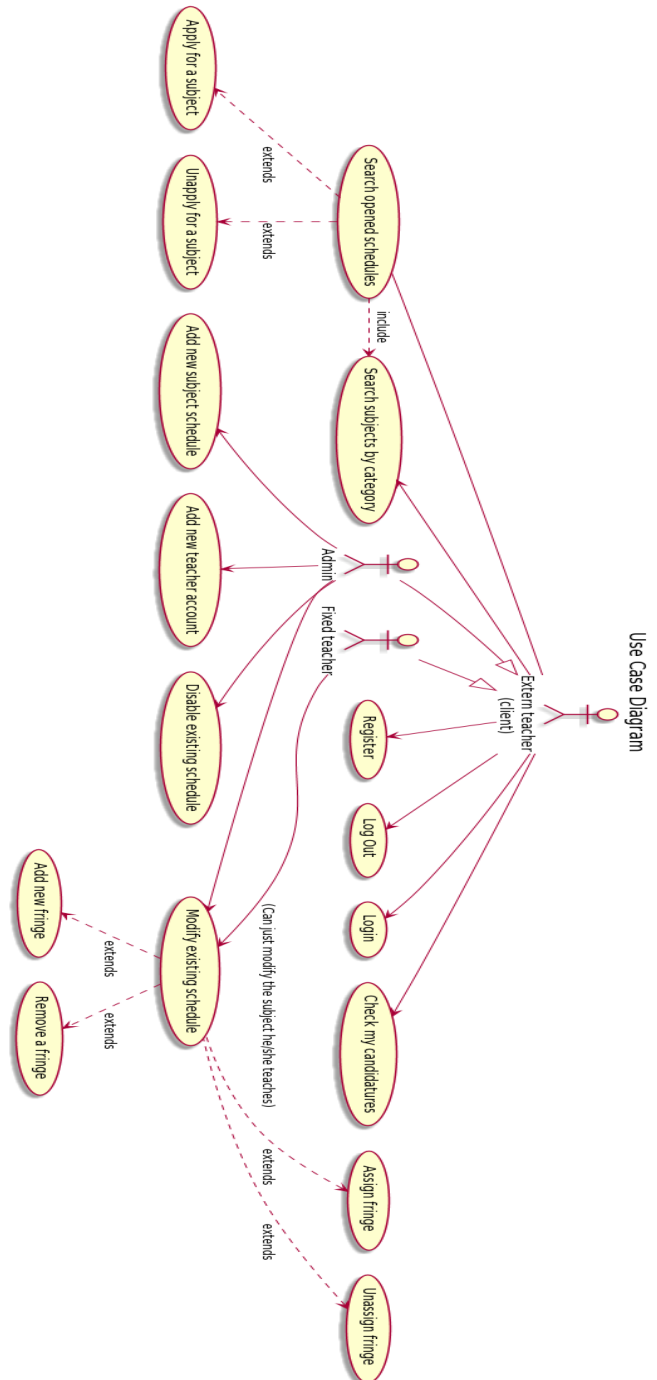 Use Case Diagram
Extern teacher
(client)
Search opened schedules
include
Search subjects by category
Admin
Fixed teacher
Register
Log Out
Login
Check my candidatures
Assign fringe
Unassign fringe
extends
extends
(Can just modify the subject he/she teaches)
extends
extends
Apply for a subject
Unapply for a subject
Add new subject schedule
Add new teacher account
Disable existing schedule
Modify existing schedule
extends
extends
Add new fringe
Remove a fringe